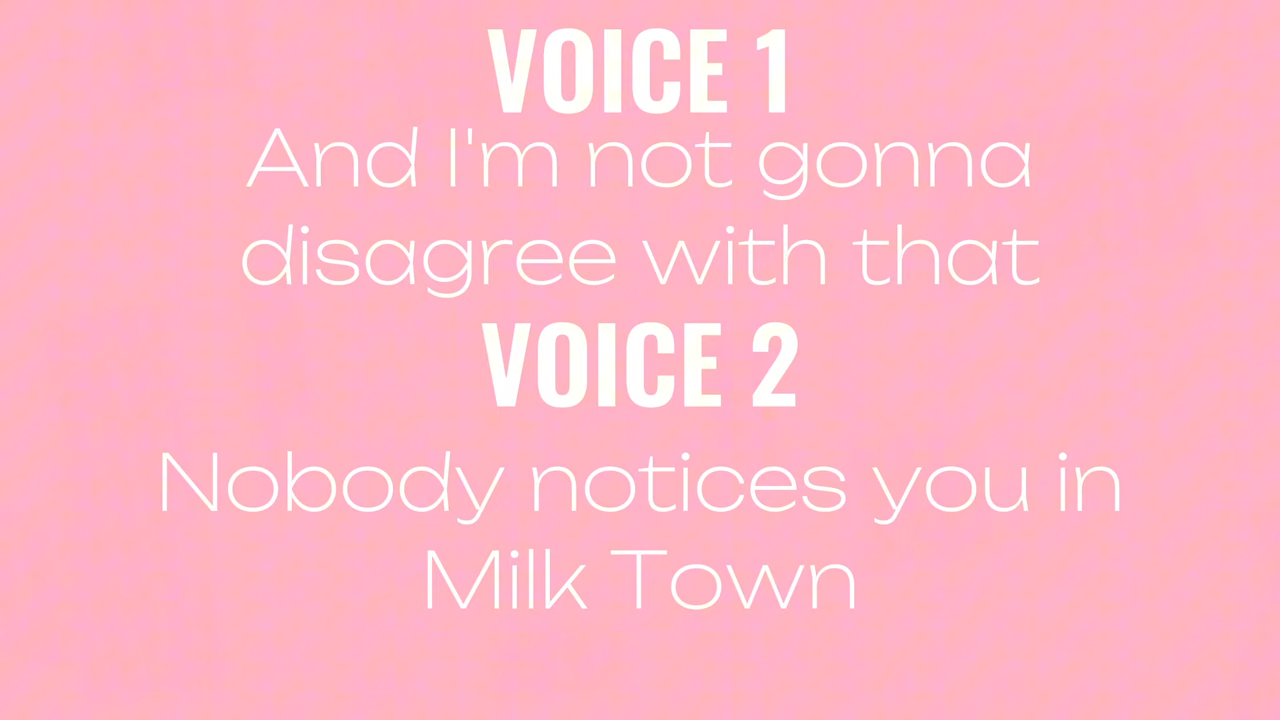 VOICE 1
And I'm not gonna
disagree with that
VOICE 2
Nobody notices you in
Milk Town